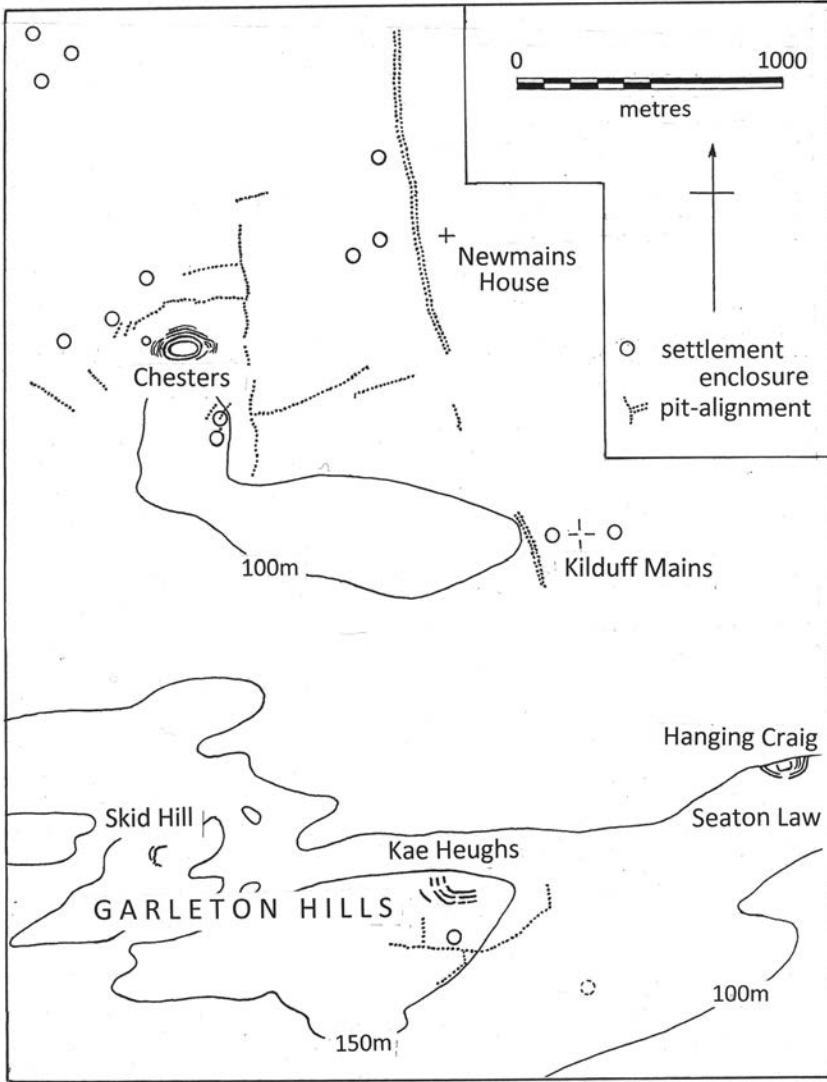 0 1000
metres
Newmains
House
settlement
enclosure
pit-alignment
Chesters
100m
Kilduff Mains
Hanging Craig
Skid Hill
Seaton Law
Kae Heughs
GARLETON HILLS
100m
150m